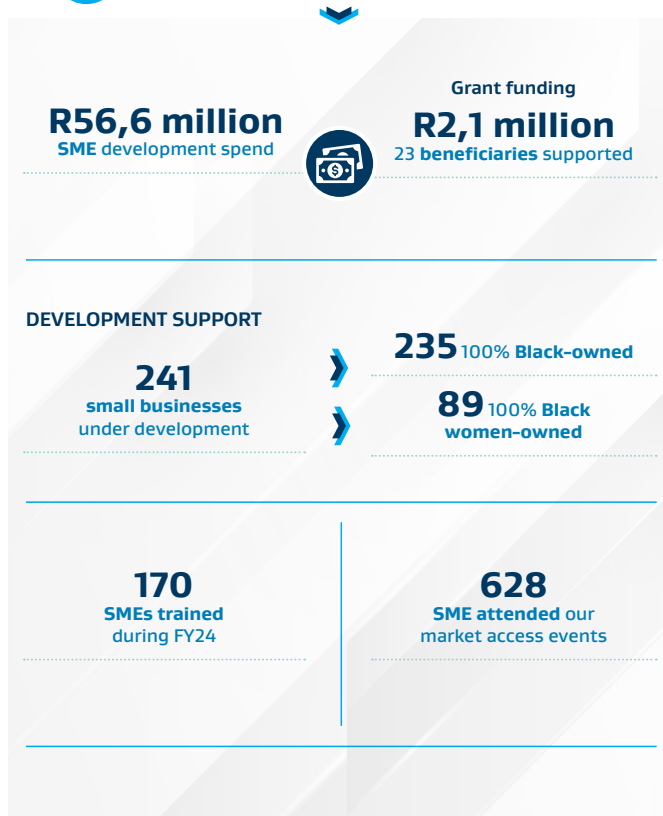 R56,6 million
SME development spend
Grant funding
R2,1 million
23 beneficiaries supported
DEVELOPMENT SUPPORT
241
small businesses
under development
235 100% Black-owned
89 100% Black
women-owned
170
SMEs trained
during FY24
628
SME attended our
market access events